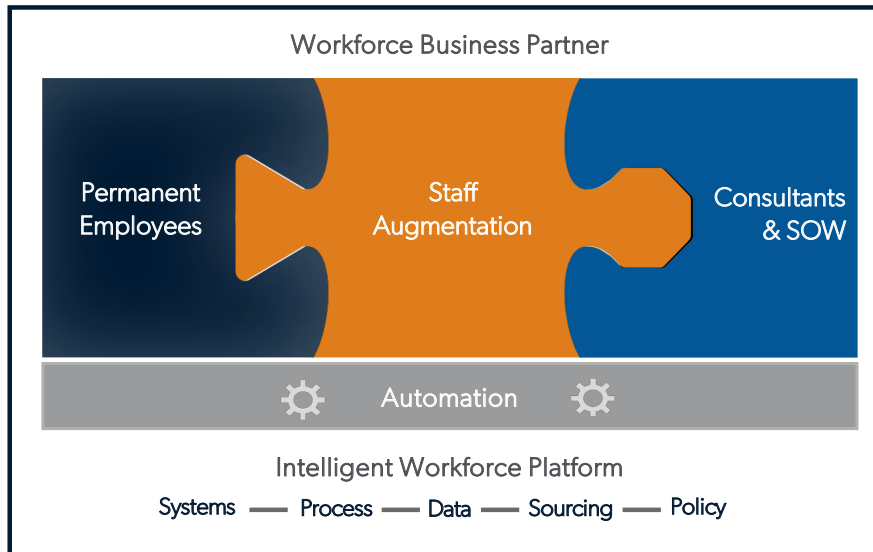 Workforce Business Partner
Permanent
Employees
Staff
Augmentation
Consultants
& SOW
Automation
Intelligent Workforce Platform
Systems — Process — Data — Sourcing — Policy